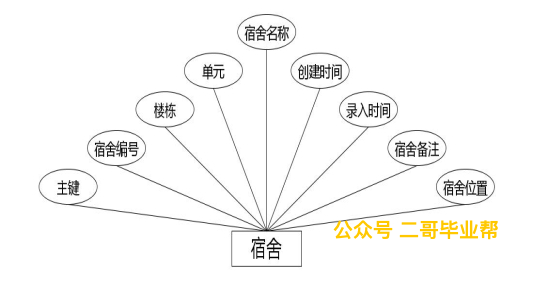 宿舍名称
单元
创建时间
楼栋
录入时间
宿舍编号
宿舍备注
主键
宿舍位置
公众号 二哥毕业帮
宿舍